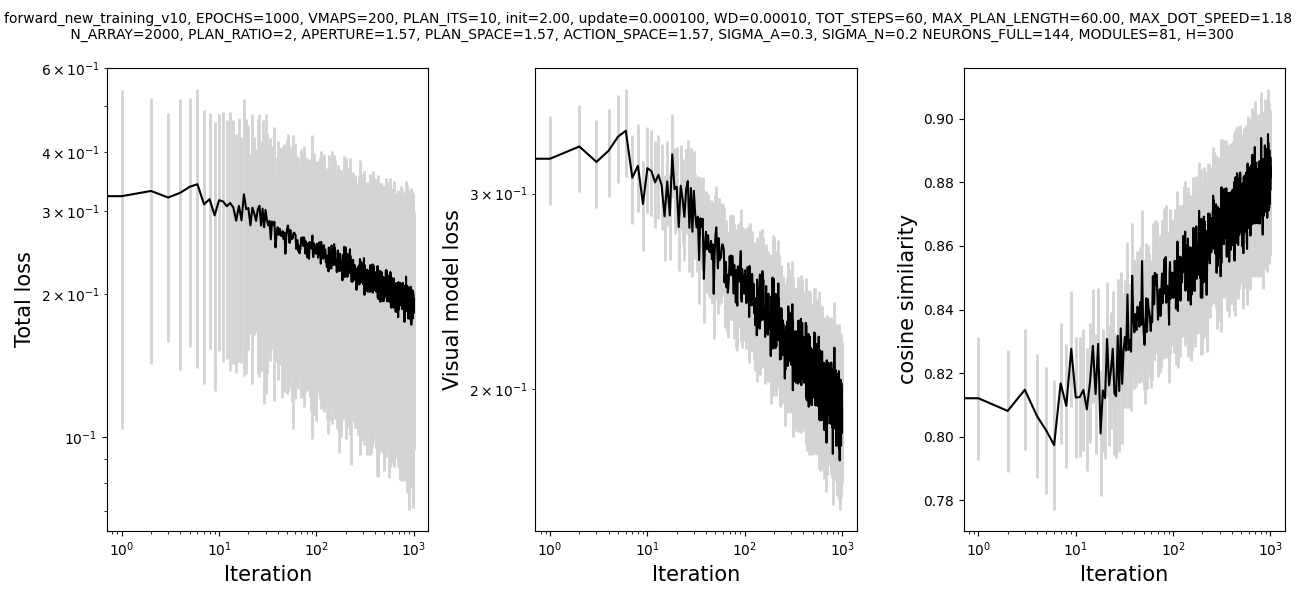 forward_new_training_v10, EPOCHS=1000, VMAPS=200, PLAN_ITS=10, init=2.00, update=0.000100, WD=0.00010, TOT_STEPS=60, MAX_PLAN_LENGTH=60.00, MAX_DOT_SPEED=1.18
N_ARRAY=2000, PLAN_RATIO=2, APERTURE=1.57, PLAN_SPACE=1.57, ACTION_SPACE=1.57, SIGMA_A=0.3, SIGMA_N=0.2 NEURONS_FULL=144, MODULES=81, H=300
Total loss
6 × 10⁻¹
4 × 10⁻¹
3 × 10⁻¹
2 × 10⁻¹
10⁻¹
10⁰ 10¹ 10² 10³
Iteration
Visual model loss
3 × 10⁻¹
2 × 10⁻¹
10⁰ 10¹ 10² 10³
Iteration
cosine similarity
0.90
0.88
0.86
0.84
0.82
0.80
0.78
10⁰ 10¹ 10² 10³
Iteration